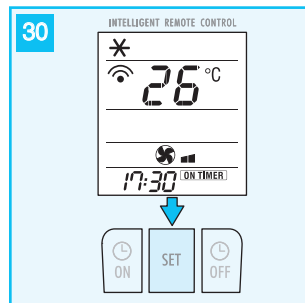 30
INTELLIGENT REMOTE CONTROL
26 °C
17:30 ON TIMER
ON SET OFF